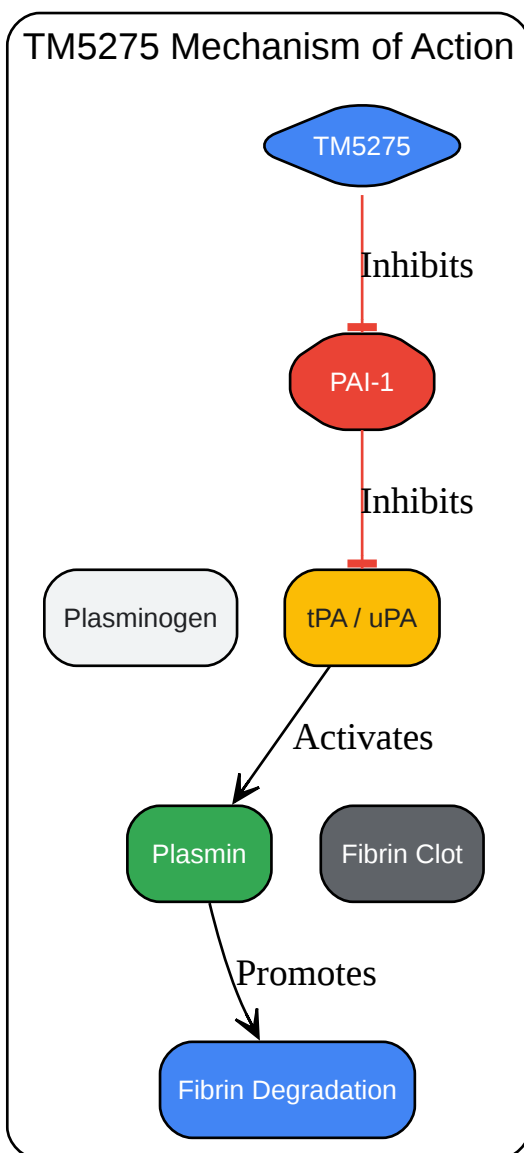 TM5275 Mechanism of Action
TM5275
Inhibits
PAI-1
Inhibits
Plasminogen
tPA / uPA
Activates
Plasmin
Fibrin Clot
Promotes
Fibrin Degradation